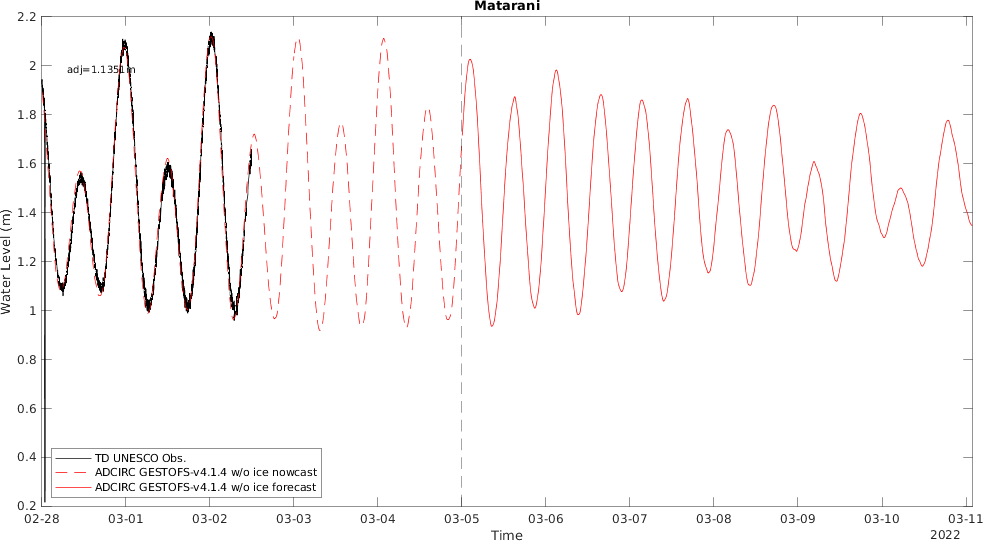 Matarani
2.2
2
1.8
1.6
1.4
1.2
1
0.8
0.6
0.4
0.2
Water Level (m)
adj=1.1351m
TD UNESCO Obs.
ADCIRC GESTOFS-v4.1.4 w/o ice nowcast
ADCIRC GESTOFS-v4.1.4 w/o ice forecast
02-28 03-01 03-02 03-03 03-04 03-05 03-06 03-07 03-08 03-09 03-10 03-11
Time
2022